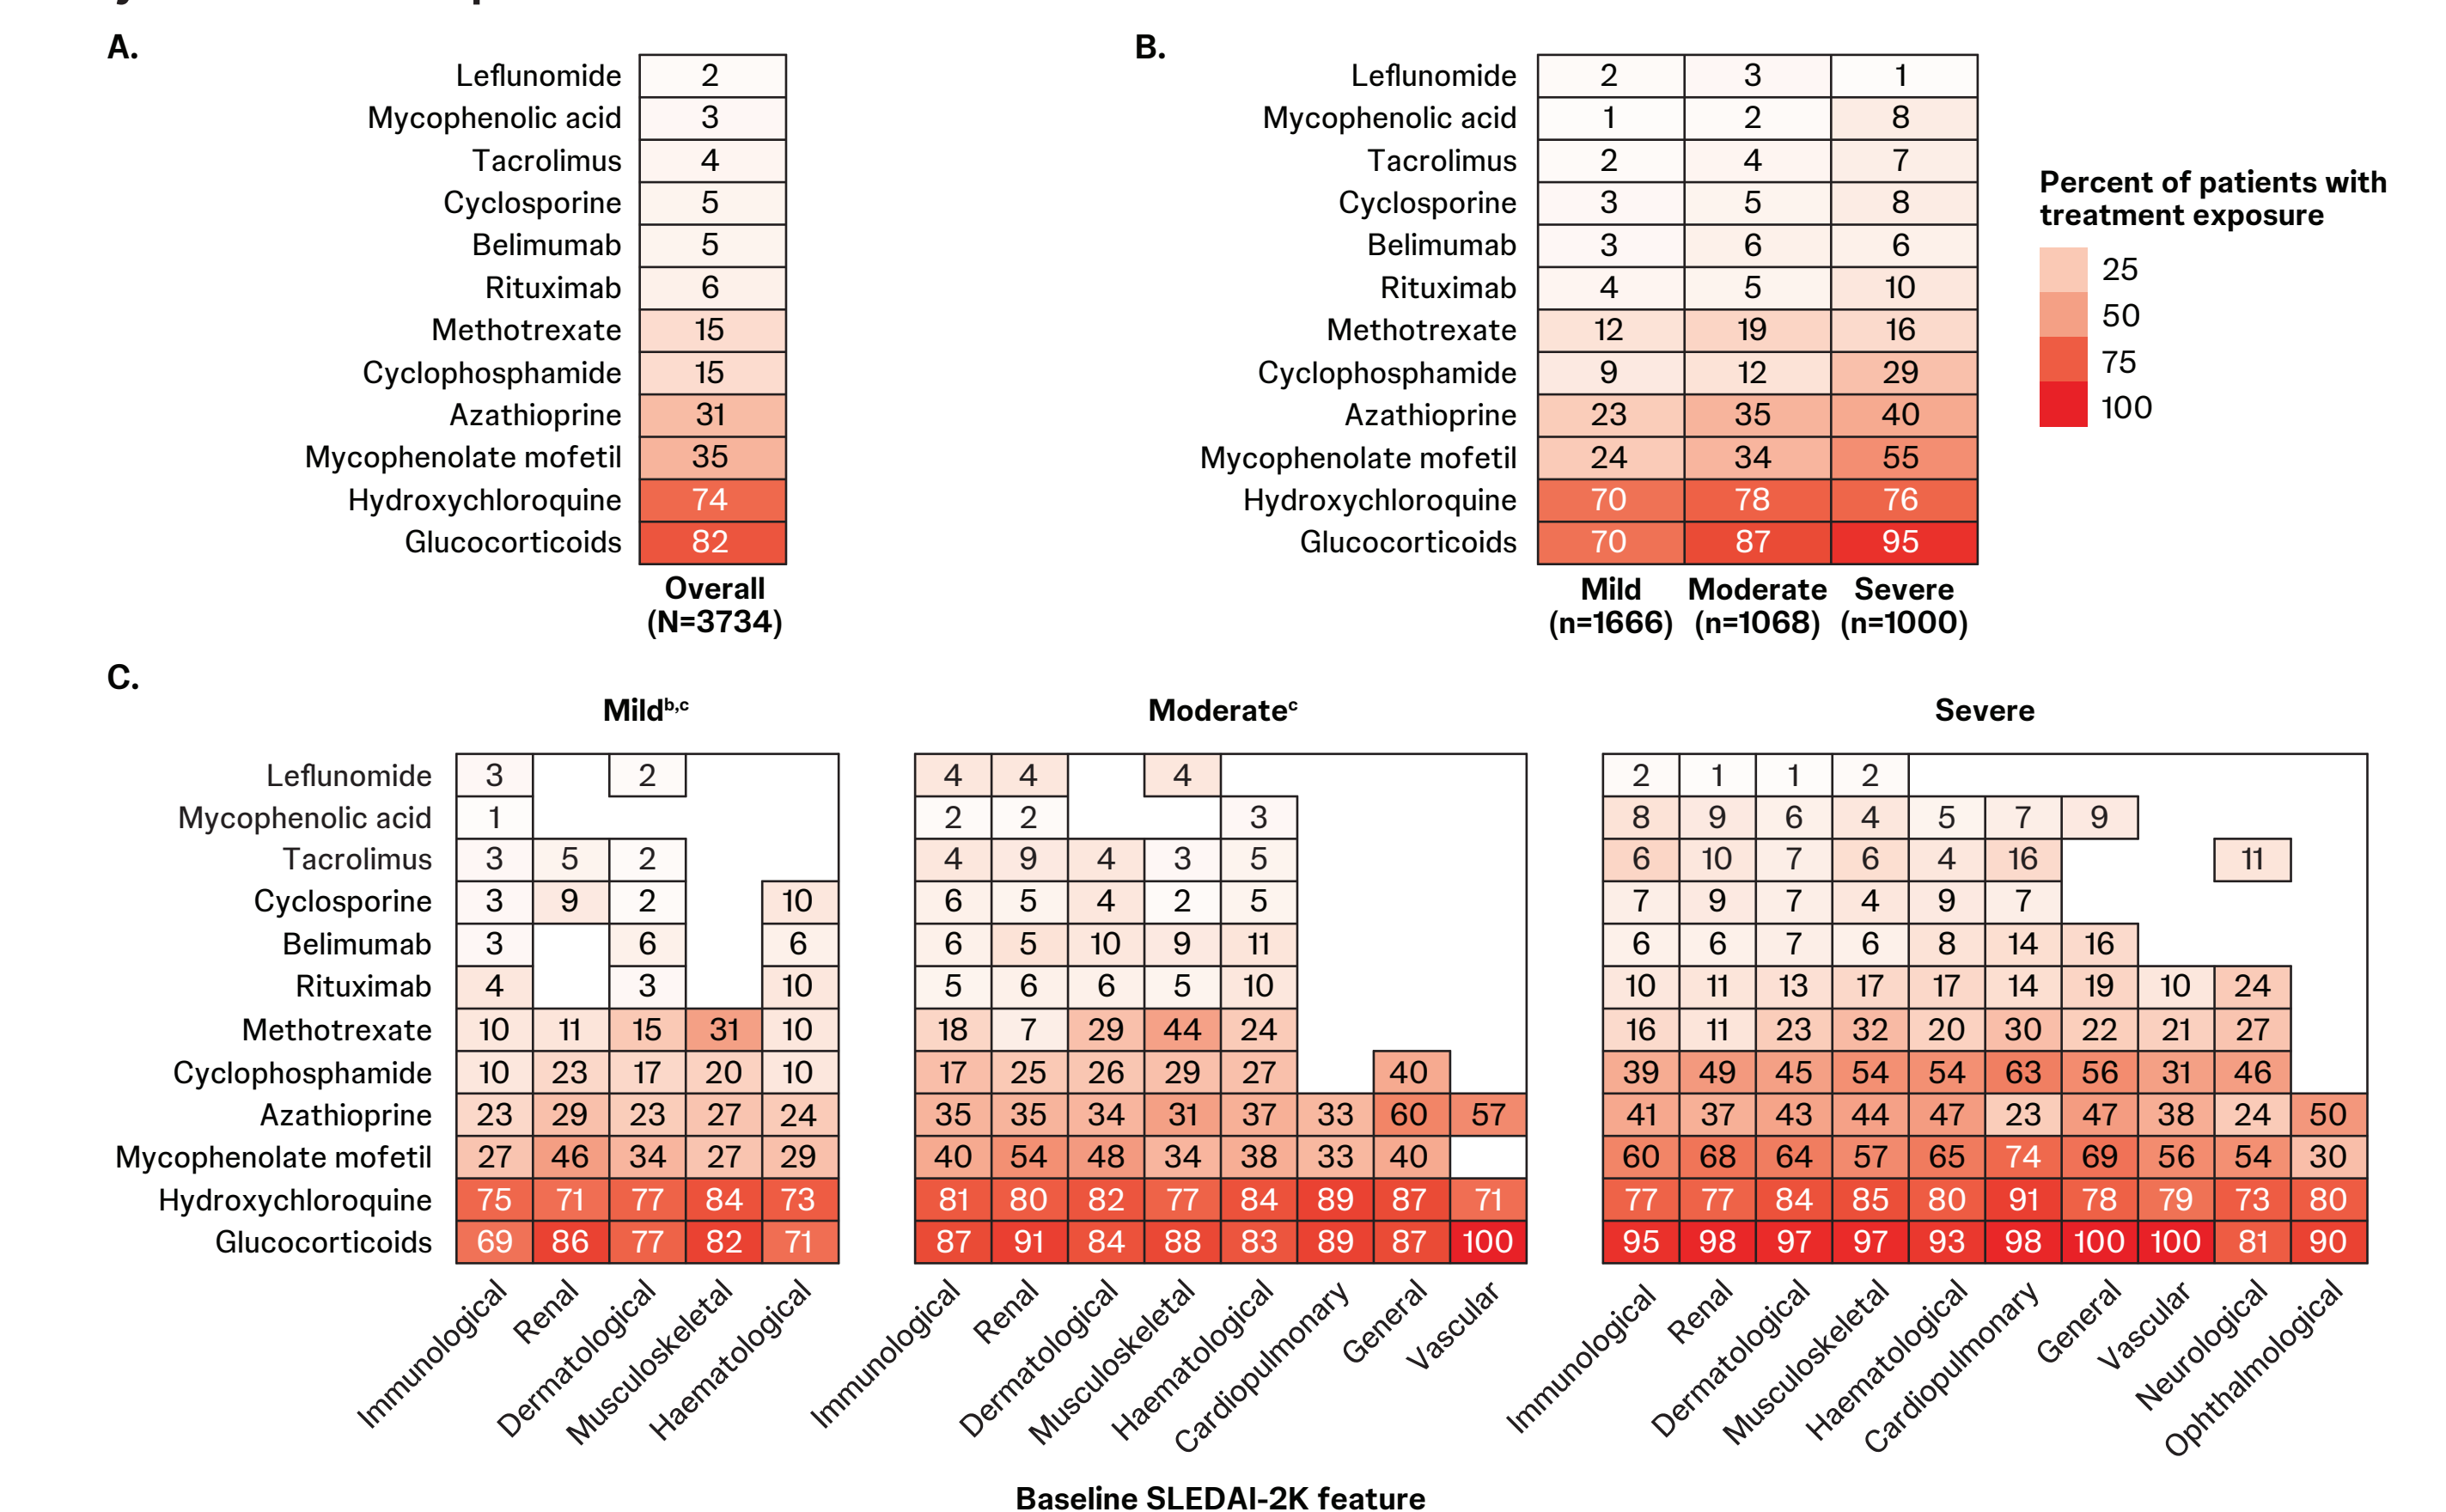 A.
Leflunomide 2
Mycophenolic acid 3
Tacrolimus 4
Cyclosporine 5
Belimumab 5
Rituximab 6
Methotrexate 15
Cyclophosphamide 15
Azathioprine 31
Mycophenolate mofetil 35
Hydroxychloroquine 74
Glucocorticoids 82
Overall
(N=3734)
B.
Leflunomide 2 3 1
Mycophenolic acid 1 2 8
Tacrolimus 2 4 7
Cyclosporine 3 5 8
Belimumab 3 6 6
Rituximab 4 5 10
Methotrexate 12 19 16
Cyclophosphamide 9 12 29
Azathioprine 23 35 40
Mycophenolate mofetil 24 34 55
Hydroxychloroquine 70 78 76
Glucocorticoids 70 87 95
Mild Moderate Severe
(n=1666) (n=1068) (n=1000)
Percent of patients with
treatment exposure
25
50
75
100
C.
Mildb,c Moderatec Severe
Leflunomide 3 2 4 4 4 2 1 1 2
Mycophenolic acid 1 2 2 3 8 9 6 4 5 7 9
Tacrolimus 3 5 2 4 9 4 3 5 6 10 7 6 4 16 11
Cyclosporine 3 9 2 10 6 5 4 2 5 7 9 7 4 9 7
Belimumab 3 6 6 6 5 10 9 11 6 6 7 6 8 14 16
Rituximab 4 3 10 5 6 6 5 10 10 11 13 17 17 14 19 10 24
Methotrexate 10 11 15 31 10 18 7 29 44 24 16 11 23 32 20 30 22 21 27
Cyclophosphamide 10 23 17 20 10 17 25 26 29 27 40 39 49 45 54 54 63 56 31 46
Azathioprine 23 29 23 27 24 35 35 34 31 37 33 60 57 41 37 43 44 47 23 47 38 24 50
Mycophenolate mofetil 27 46 34 27 29 40 54 48 34 38 33 40 60 68 64 57 65 74 69 56 54 30
Hydroxychloroquine 75 71 77 84 73 81 80 82 77 84 89 87 71 77 77 84 85 80 91 78 79 73 80
Glucocorticoids 69 86 77 82 71 87 91 84 88 83 89 87 100 95 98 97 97 93 98 100 100 81 90
Immunological Renal Dermatological Musculoskeletal Haematological Immunological Renal Dermatological Musculoskeletal Haematological Cardiopulmonary General Vascular Immunological Renal Dermatological Musculoskeletal Haematological Cardiopulmonary General Vascular Neurological Ophthalmological
Baseline SLEDAI-2K feature